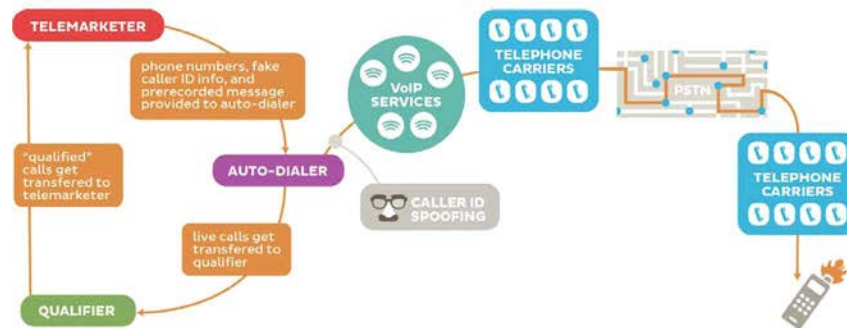 TELEMARKETER
phone numbers, fake
caller ID info, and
prerecorded message
provided to auto-dialer
"qualified"
calls get
transfered to
telemarketer
AUTO-DIALER
live calls get
transfered to
qualifier
QUALIFIER
VoIP
SERVICES
CALLER ID
SPOOFING
TELEPHONE
CARRIERS
PSTN
TELEPHONE
CARRIERS